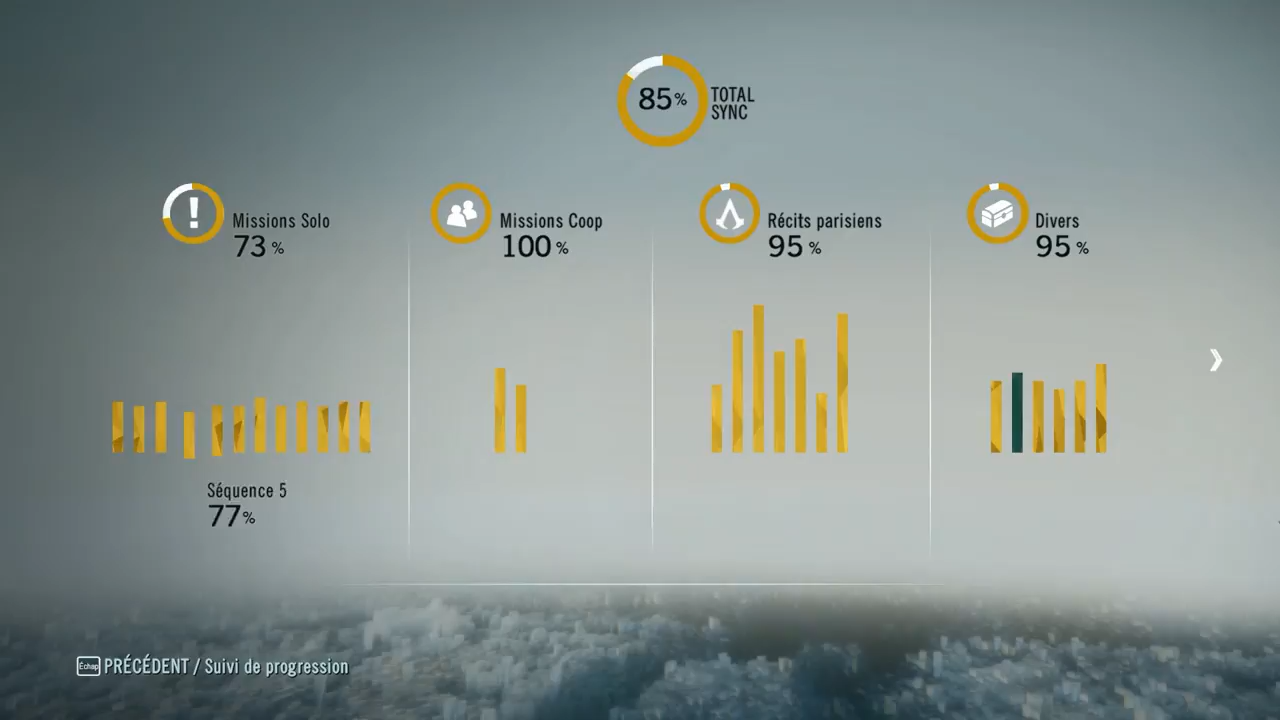 85%
TOTAL
SYNC
Missions Solo
73 %
Missions Coop
100 %
Récits parisiens
95 %
Divers
95 %
Séquence 5
77%
Echap PRÉCÉDENT / Suivi de progression